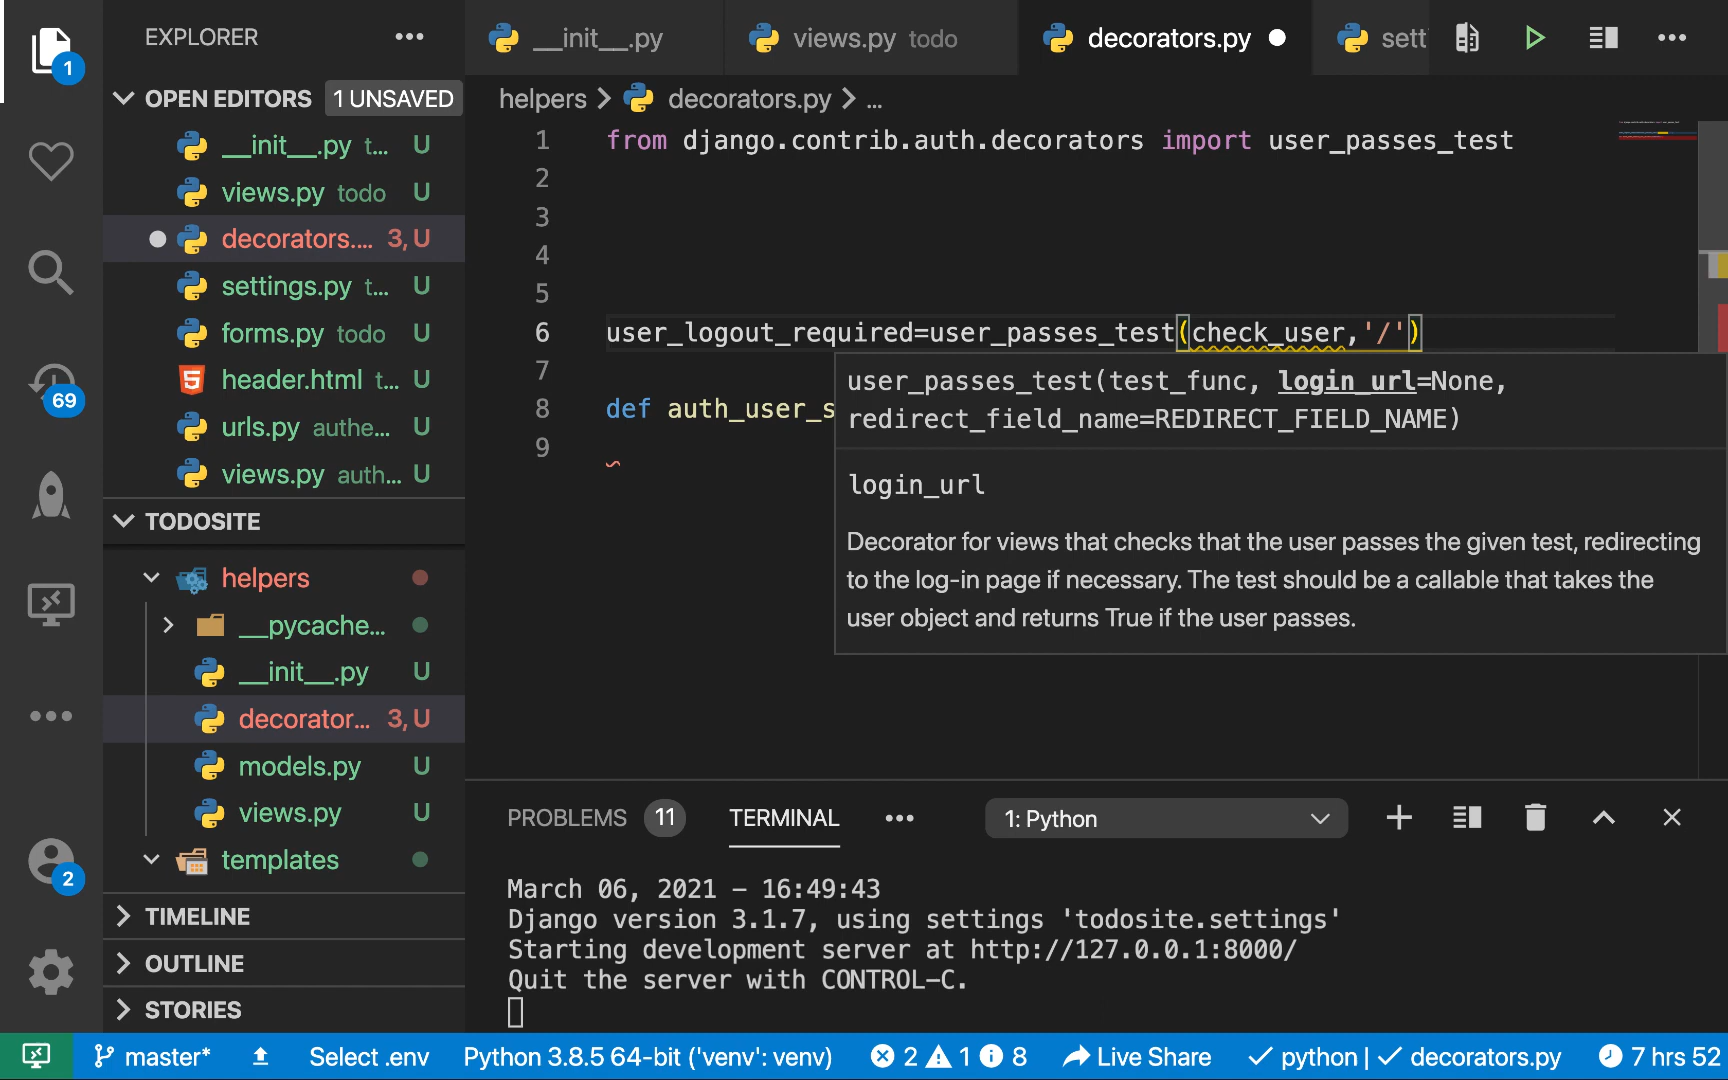 EXPLORER
OPEN EDITORS 1 UNSAVED
__init__.py t... U
views.py todo U
decorators.... 3, U
settings.py t... U
forms.py todo U
header.html t... U
urls.py authe... U
views.py auth... U
TODOSITE
helpers
__pycache...
__init__.py U
decorator... 3, U
models.py U
views.py U
templates
TIMELINE
OUTLINE
STORIES
1
69
2
__init__.py
views.py todo
decorators.py
sett
helpers > decorators.py > ...
1 from django.contrib.auth.decorators import user_passes_test
2
3
4
5
6 user_logout_required=user_passes_test(check_user,'/')
7
8 def auth_user_s
9
user_passes_test(test_func, login_url=None,
redirect_field_name=REDIRECT_FIELD_NAME)
login_url
Decorator for views that checks that the user passes the given test, redirecting
to the log-in page if necessary. The test should be a callable that takes the
user object and returns True if the user passes.
PROBLEMS 11 TERMINAL ... 1: Python
March 06, 2021 – 16:49:43
Django version 3.1.7, using settings 'todosite.settings'
Starting development server at http://127.0.0.1:8000/
Quit the server with CONTROL-C.
master* Select .env Python 3.8.5 64-bit ('venv': venv) 2 1 8 Live Share python | decorators.py 7 hrs 52